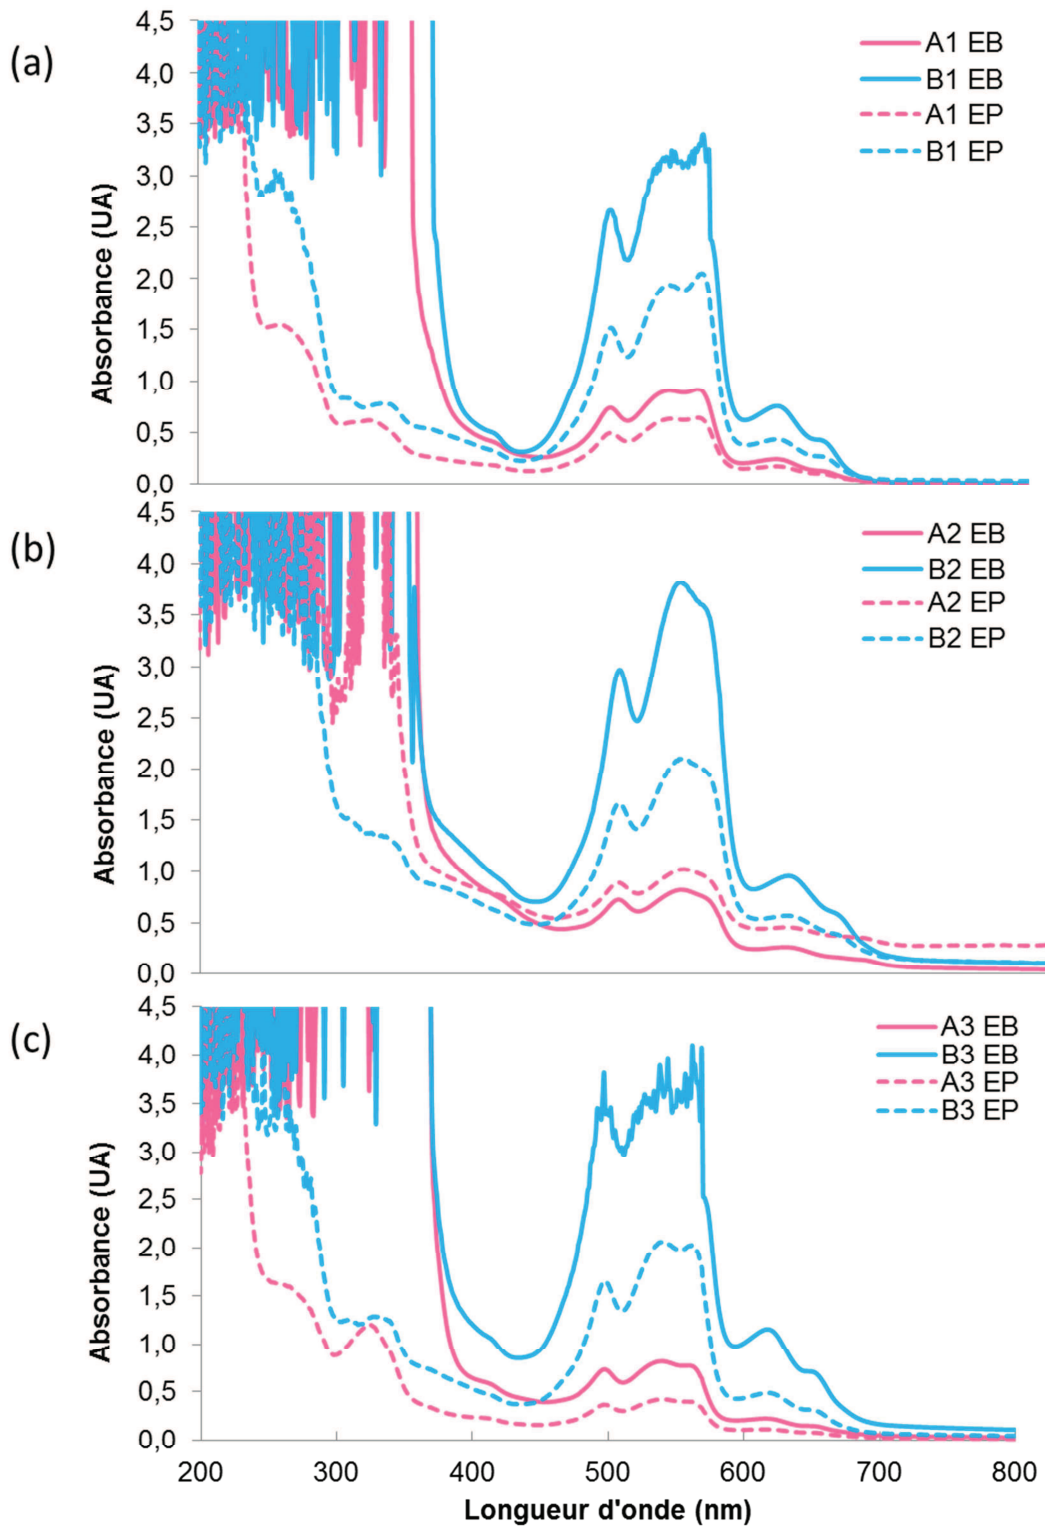 (a)
Absorbance (UA)
4,5
4,0
3,5
3,0
2,5
2,0
1,5
1,0
0,5
0,0
A1 EB
B1 EB
A1 EP
B1 EP
(b)
Absorbance (UA)
4,5
4,0
3,5
3,0
2,5
2,0
1,5
1,0
0,5
0,0
A2 EB
B2 EB
A2 EP
B2 EP
(c)
Absorbance (UA)
4,5
4,0
3,5
3,0
2,5
2,0
1,5
1,0
0,5
0,0
A3 EB
B3 EB
A3 EP
B3 EP
200 300 400 500 600 700 800
Longueur d'onde (nm)